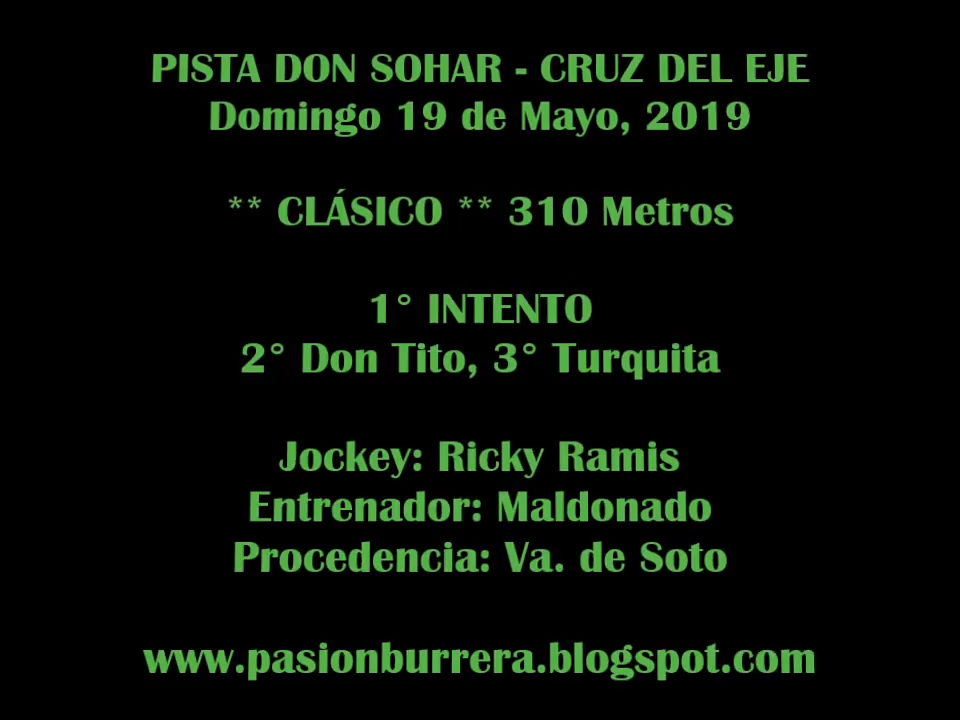 PISTA DON SOHAR - CRUZ DEL EJE
Domingo 19 de Mayo, 2019
** CLÁSICO ** 310 Metros
1° INTENTO
2° Don Tito, 3° Turquita
Jockey: Ricky Ramis
Entrenador: Maldonado
Procedencia: Va. de Soto
www.pasionburrera.blogspot.com